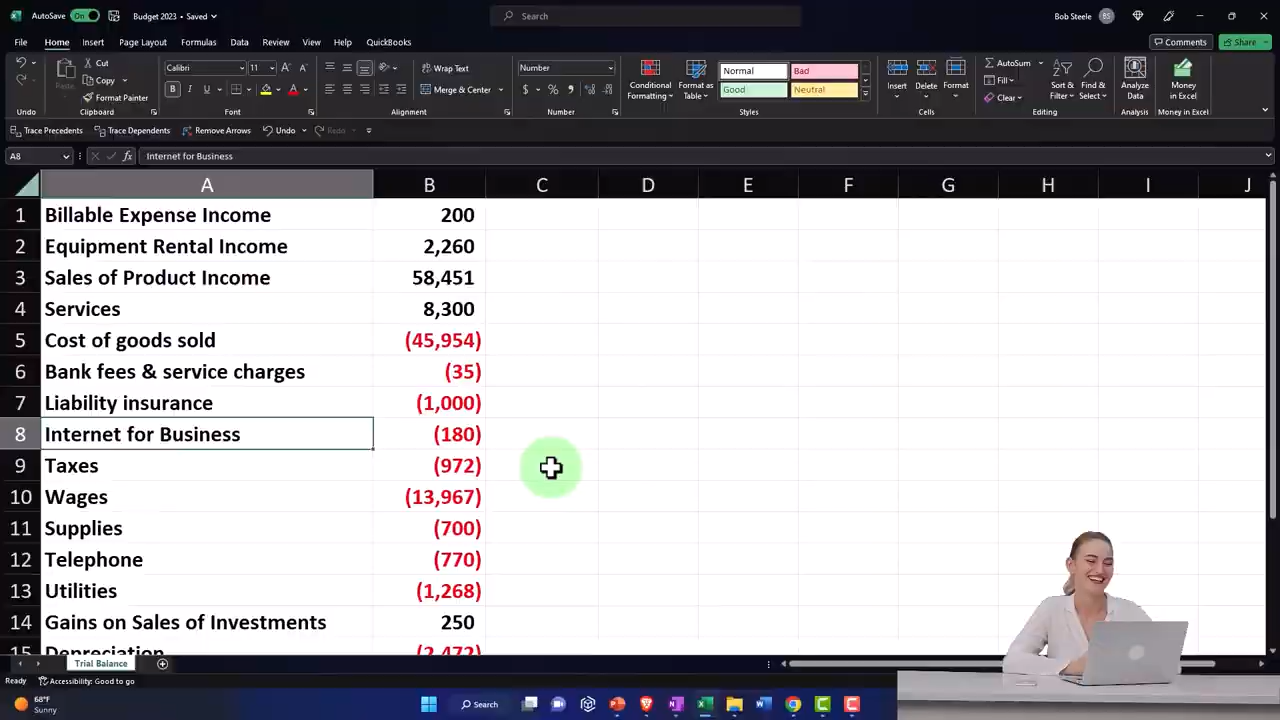 AutoSave On Budget 2023 • Saved Search Bob Steele BS
File Home Insert Page Layout Formulas Data Review View Help QuickBooks Comments Share
Cut Copy Format Painter Paste
Calibri 11 Wrap Text Number AutoSum
Merge & Center Clear
Conditional Formatting Format as Table Normal Bad Good Neutral
Insert Delete Format Sort & Filter Find & Select Analyze Data Money in Excel
Undo Clipboard Font Alignment Number Styles Cells Editing Analysis Money in Excel
Trace Precedents Trace Dependents Remove Arrows Undo Redo
A8 fx Internet for Business
A B C D E F G H I J
1 Billable Expense Income 200
2 Equipment Rental Income 2,260
3 Sales of Product Income 58,451
4 Services 8,300
5 Cost of goods sold (45,954)
6 Bank fees & service charges (35)
7 Liability insurance (1,000)
8 Internet for Business (180)
9 Taxes (972)
10 Wages (13,967)
11 Supplies (700)
12 Telephone (770)
13 Utilities (1,268)
14 Gains on Sales of Investments 250
15 Depreciation (2,472)
Trial Balance
Ready Accessibility: Good to go
68°F
Sunny
Search